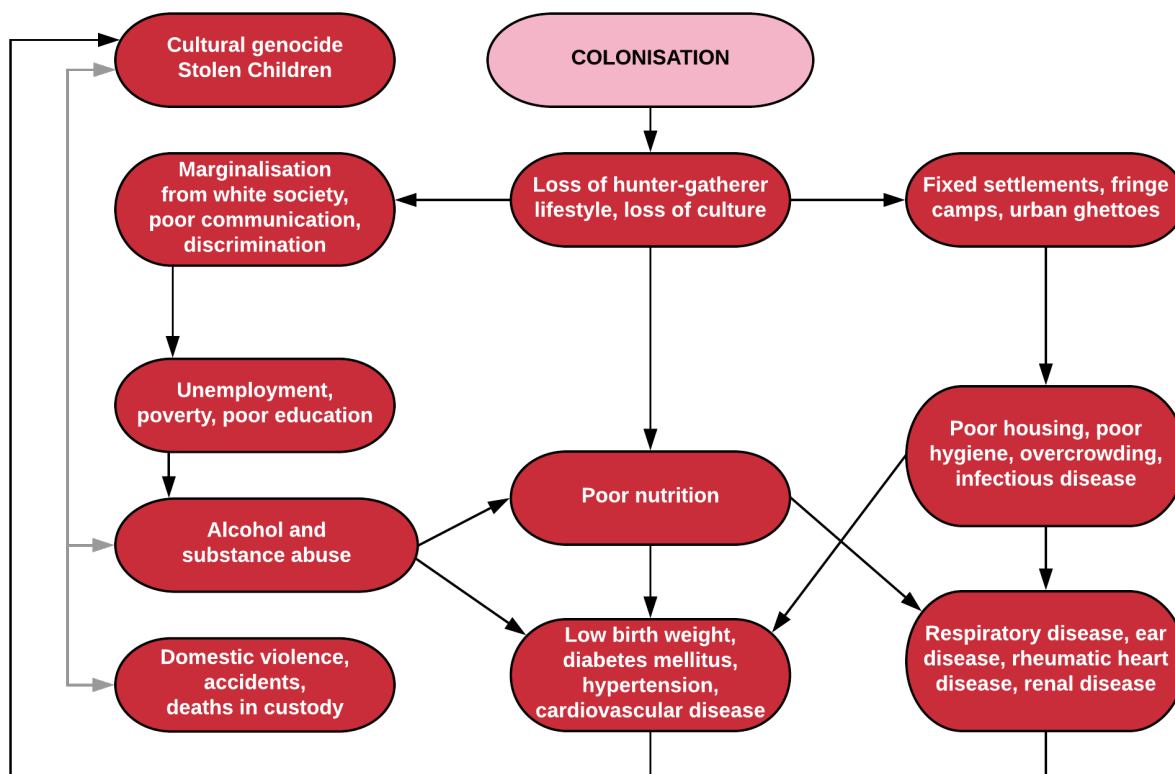 Cultural genocide
Stolen Children
COLONISATION
Marginalisation
from white society,
poor communication,
discrimination
Loss of hunter-gatherer
lifestyle, loss of culture
Fixed settlements, fringe
camps, urban ghettoes
Unemployment,
poverty, poor education
Poor housing, poor
hygiene, overcrowding,
infectious disease
Poor nutrition
Alcohol and
substance abuse
Low birth weight,
diabetes mellitus,
hypertension,
cardiovascular disease
Respiratory disease, ear
disease, rheumatic heart
disease, renal disease
Domestic violence,
accidents,
deaths in custody